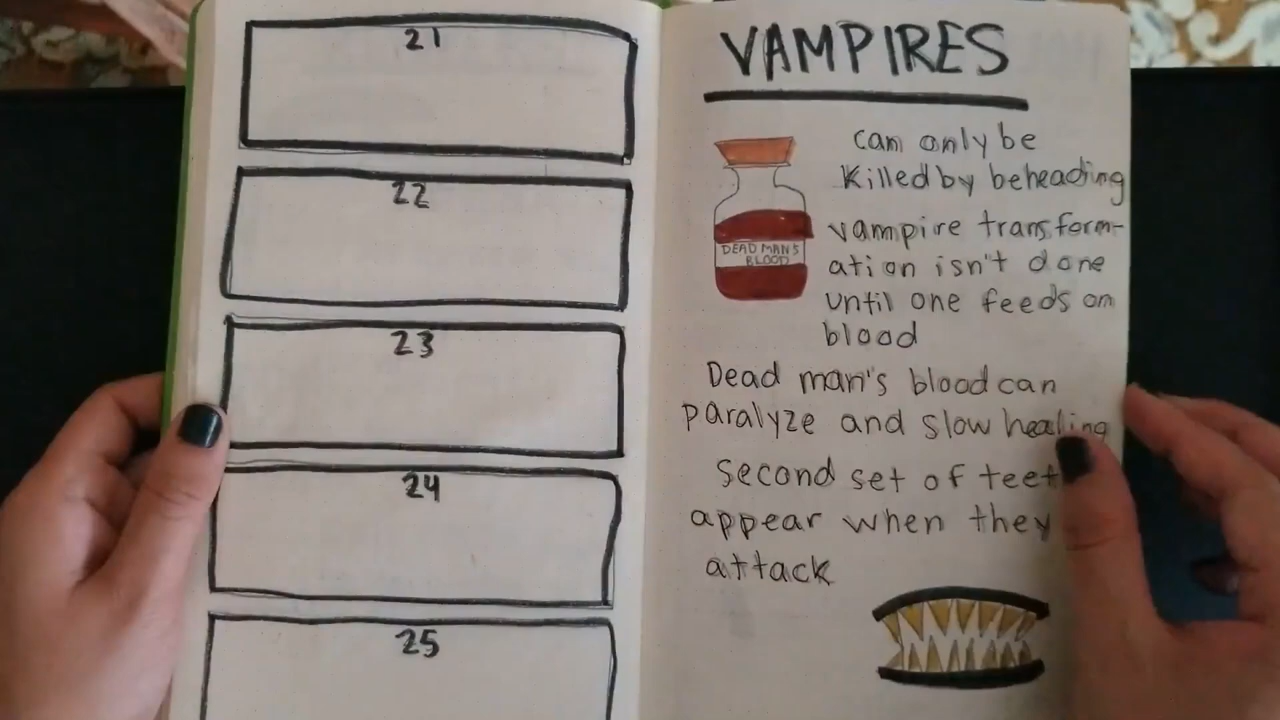 21
22
23
24
25
VAMPIRES
can only be
killed by beheading
DEAD MAN'S
BLOOD
vampire transform-
ation isn't done
until one feeds on
blood
Dead man's blood can
paralyze and slow healing
second set of
appear when they
attack